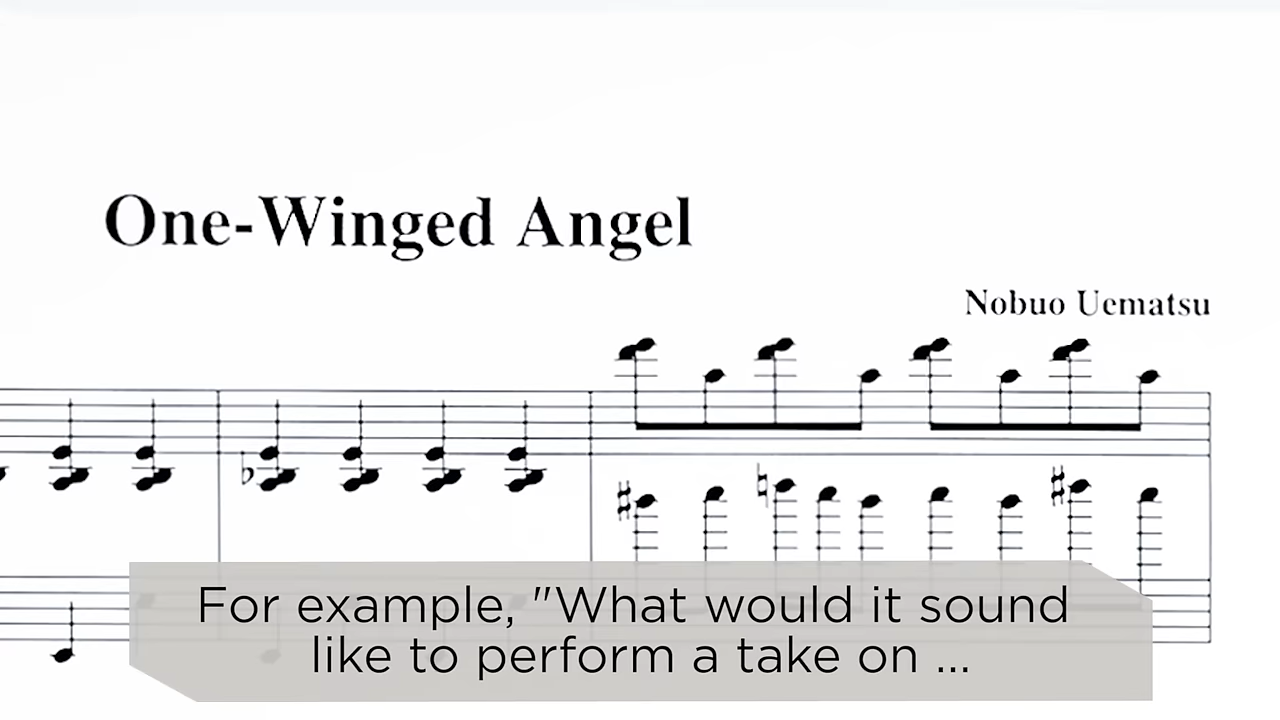 One-Winged Angel
Nobuo Uematsu
For example, "What would it sound
like to perform a take on ...